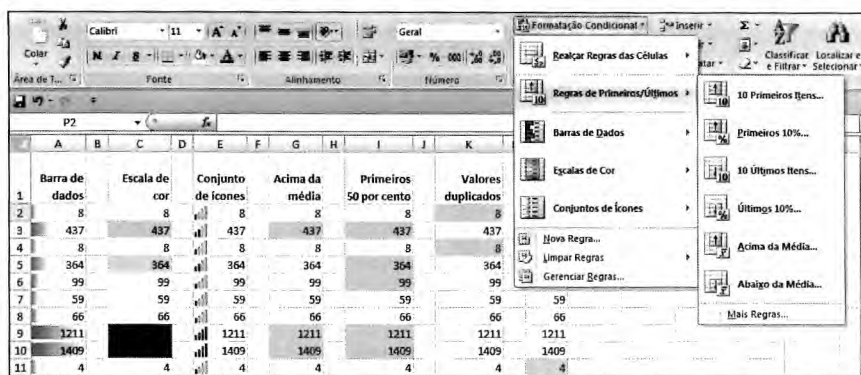 Calibri 11 Geral Formatação Condicional Inserir
Colar
N I S % 000
Classificar e Filtrar Localizar e Selecionar
Fonte Alinhamento Número
P2 fx
A B C D E F G H I J K
1 Barra de dados Escala de cor Conjunto de ícones Acima da média Primeiros 50 por cento Valores duplicados
2 8 8 8 8 8 8
3 437 437 437 437 437 437
4 8 8 8 8 8 8
5 364 364 364 364 364 364
6 99 99 99 99 99 99
7 59 59 59 59 59 59 59
8 66 66 66 66 66 66 66
9 1211 1211 1211 1211 1211 1211
10 1409 1409 1409 1409 1409 1409
11 4 4 4 4 4 4 4
Realçar Regras das Células
Regras de Primeiros/Últimos
Barras de Dados
Escalas de Cor
Conjuntos de Ícones
Nova Regra...
Limpar Regras
Gerenciar Regras...
10 Primeiros Itens...
Primeiros 10%...
10 Últimos Itens...
Últimos 10%...
Acima da Média...
Abaixo da Média...
Mais Regras...